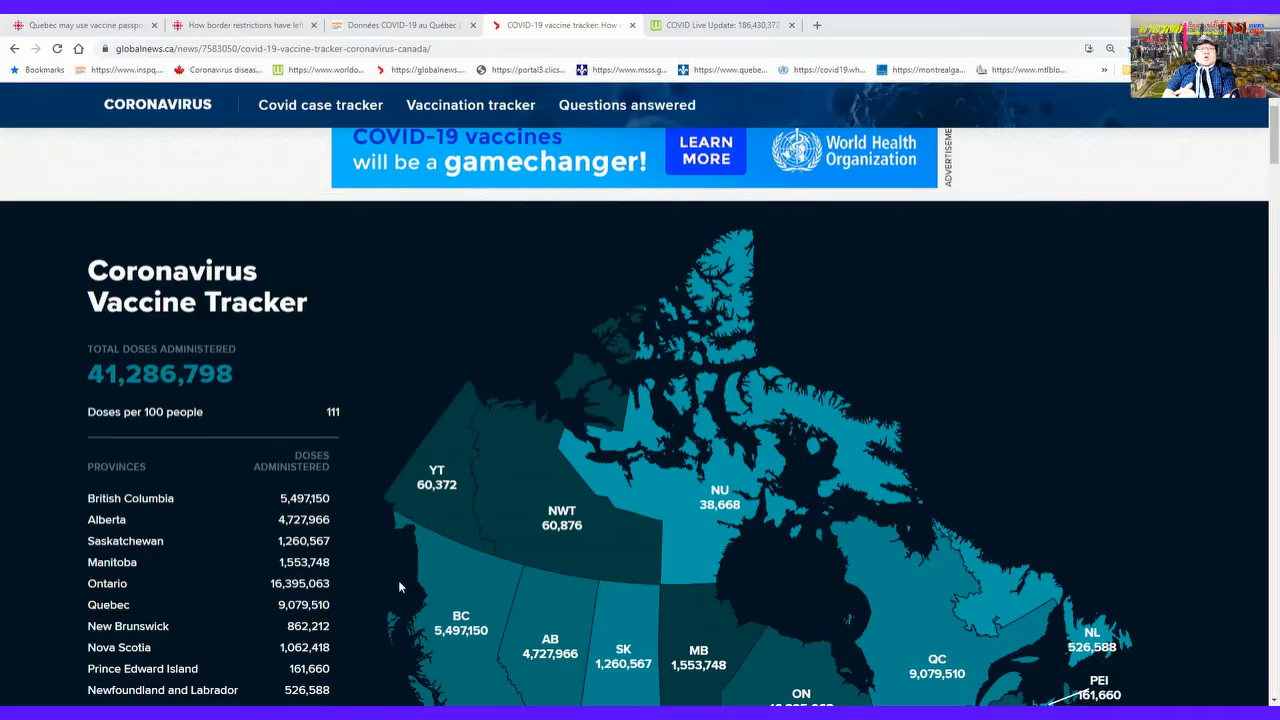 Quebec may use vaccine passpo
How border restrictions have left
Données COVID-19 au Québec
COVID-19 vaccine tracker: How
COVID Live Update: 186,430,372
globalnews.ca/news/7583050/covid-19-vaccine-tracker-coronavirus-canada/
Bookmarks
https://www.inspq....
Coronavirus diseas...
https://www.worldo...
https://globalnews....
https://portal3.clics...
https://www.msss.g...
https://www.quebe...
https://covid19.wh...
https://montrealga...
https://www.mtlblo...
CORONAVIRUS
Covid case tracker
Vaccination tracker
Questions answered
COVID-19 vaccines
will be a gamechanger!
LEARN
MORE
World Health
Organization
ADVERTISEME
Coronavirus
Vaccine Tracker
TOTAL DOSES ADMINISTERED
41,286,798
Doses per 100 people 111
PROVINCES DOSES ADMINISTERED
British Columbia 5,497,150
Alberta 4,727,966
Saskatchewan 1,260,567
Manitoba 1,553,748
Ontario 16,395,063
Quebec 9,079,510
New Brunswick 862,212
Nova Scotia 1,062,418
Prince Edward Island 161,660
Newfoundland and Labrador 526,588
YT
60,372
NWT
60,876
NU
38,668
BC
5,497,150
AB
4,727,966
SK
1,260,567
MB
1,553,748
ON
QC
9,079,510
NL
526,588
PEI
161,660